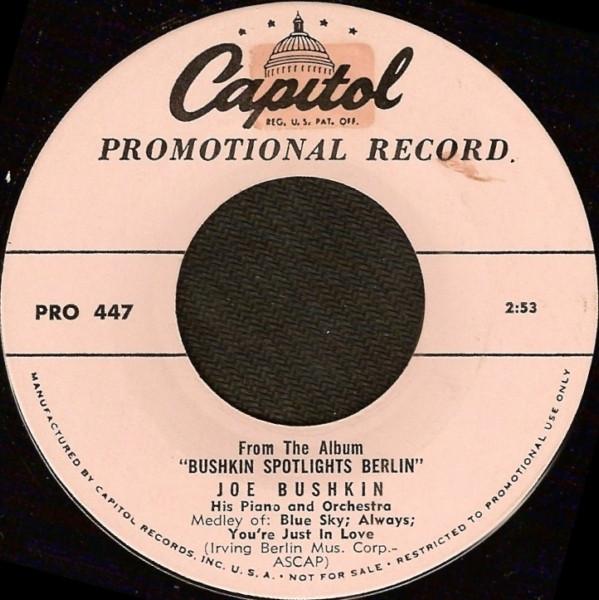 Capitol
REG. U. S. PAT. OFF.
PROMOTIONAL RECORD.
PRO 447
2:53
From The Album
"BUSHKIN SPOTLIGHTS BERLIN"
JOE BUSHKIN
His Piano and Orchestra
Medley of: Blue Sky; Always;
You're Just In Love
(Irving Berlin Mus. Corp.-
ASCAP)
MANUFACTURED BY CAPITOL RECORDS, INC. U. S. A. • NOT FOR SALE • RESTRICTED TO PROMOTIONAL USE ONLY